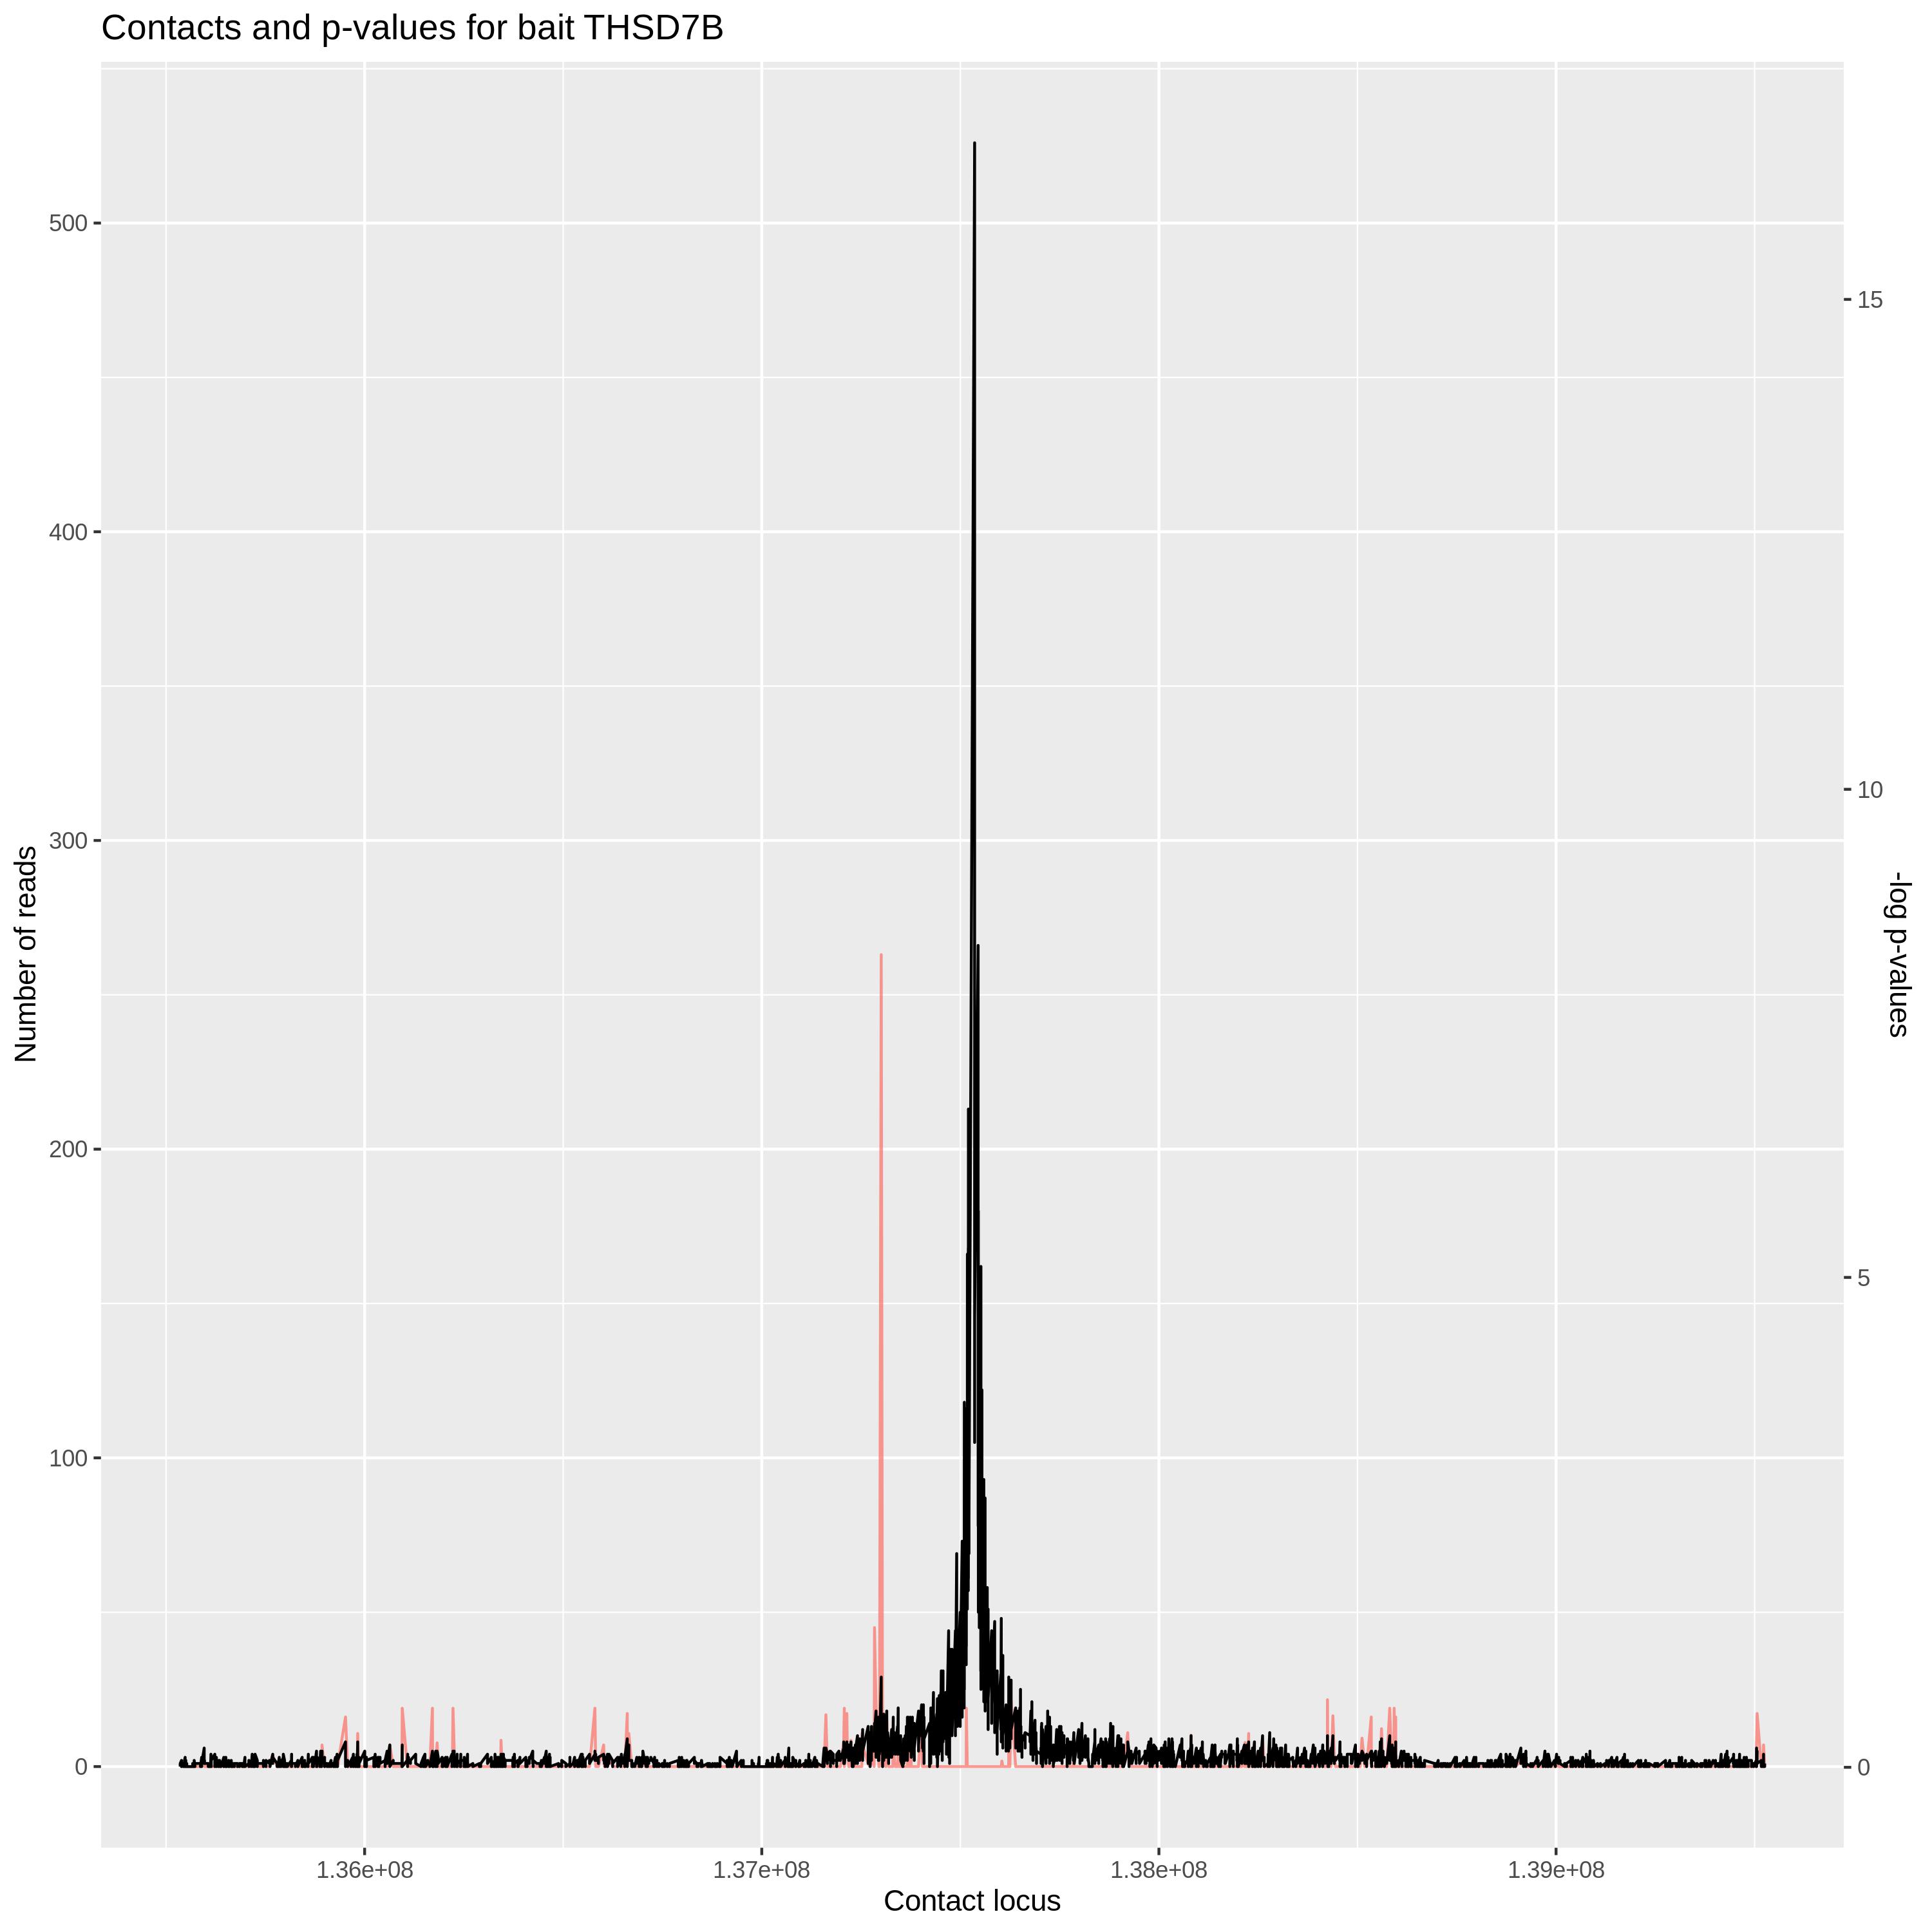 Contacts and p-values for bait THSD7B
500
400
300
200
100
0
Number of reads
15
10
5
0
-log p-values
1.36e+08
1.37e+08
1.38e+08
1.39e+08
Contact locus